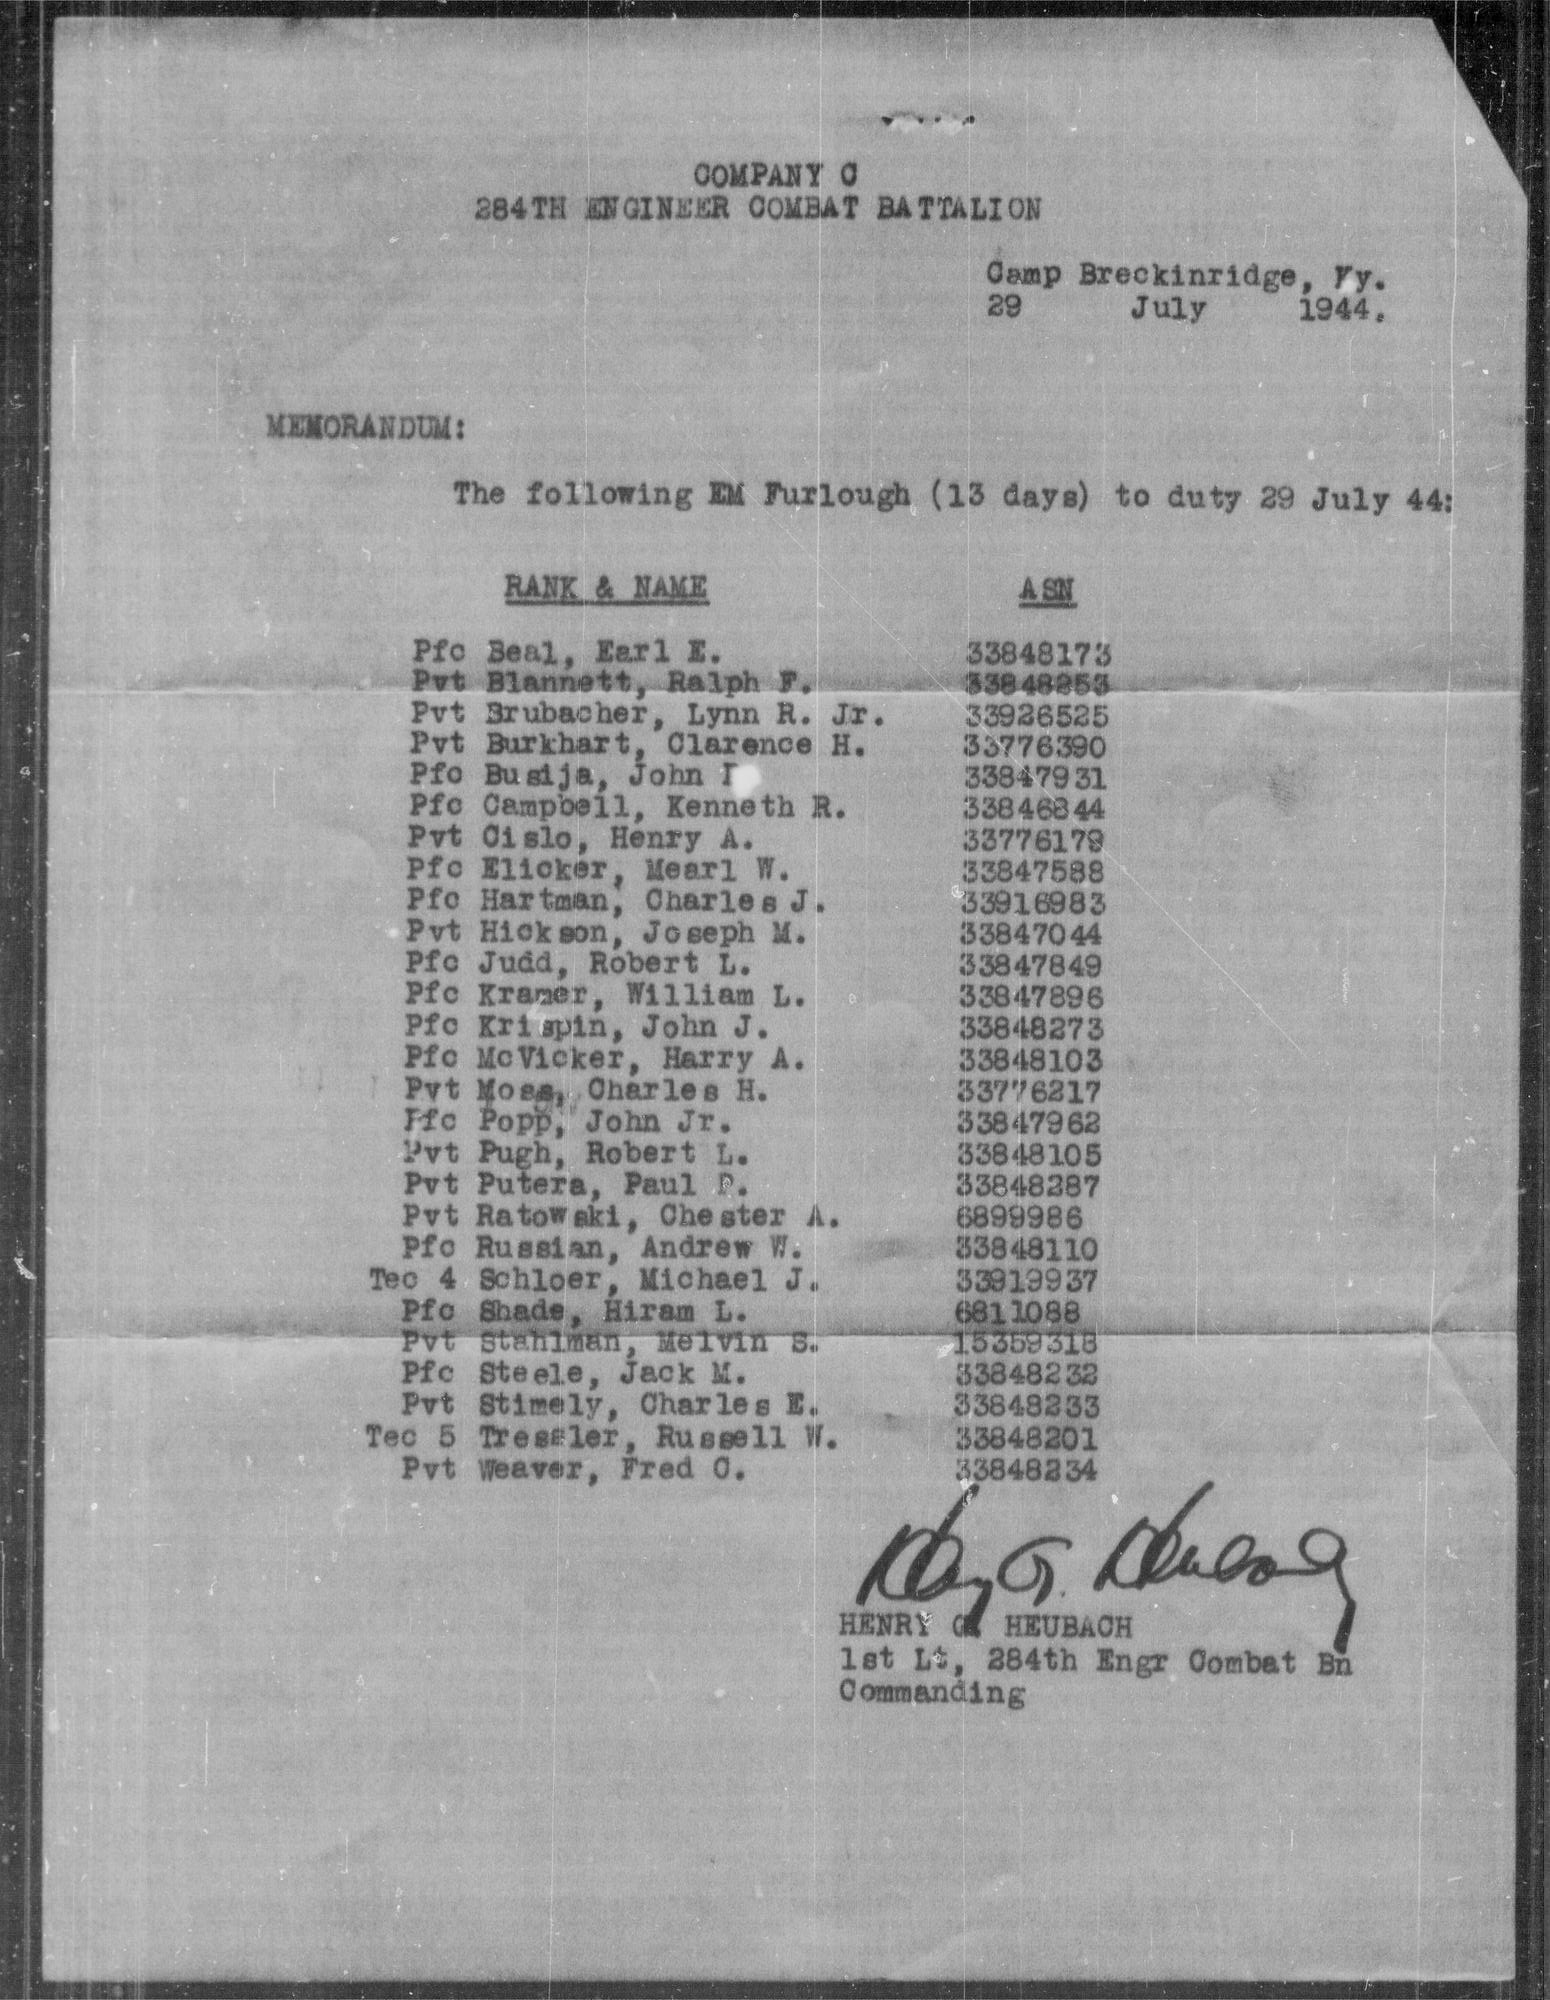 COMPANY C
284TH ENGINEER COMBAT BATTALION
Camp Breckinridge, Ky.
29 July 1944.
MEMORANDUM:
The following EM Furlough (13 days) to duty 29 July 44:
RANK & NAME ASN
Pfc Beal, Earl E. 33848173
Pvt Blannett, Ralph F. 33848253
Pvt Brubacher, Lynn R. Jr. 33926525
Pvt Burkhart, Clarence H. 33776390
Pfc Busija, John 33847931
Pfc Campbell, Kenneth R. 33846844
Pvt Cislo, Henry A. 33776179
Pfc Elicker, Mearl W. 33847588
Pfc Hartman, Charles J. 33916983
Pvt Hickson, Joseph M. 33847044
Pfc Judd, Robert L. 33847849
Pfc Kramer, William L. 33847896
Pfc Krispin, John J. 33848273
Pfc McVicker, Harry A. 33848103
Pvt Moss, Charles H. 33776217
Pfc Popp, John Jr. 33847962
Pvt Pugh, Robert L. 33848105
Pvt Putera, Paul P. 33848287
Pvt Ratowski, Chester A. 6899986
Pfc Russian, Andrew W. 33848110
Tec 4 Schloer, Michael J. 33919937
Pfc Shade, Hiram L. 6811088
Pvt Stahlman, Melvin S. 15359318
Pfc Steele, Jack M. 33848232
Pvt Stimely, Charles E. 33848233
Tec 5 Tressler, Russell W. 33848201
Pvt Weaver, Fred C. 33848234
Henry G. Heubach
HENRY G. HEUBACH
1st Lt, 284th Engr Combat Bn
Commanding